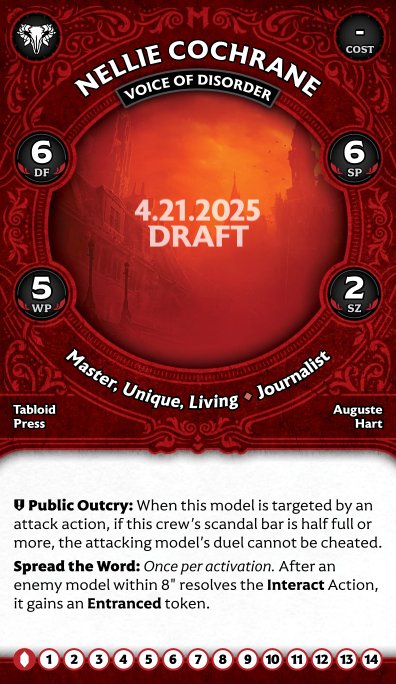 -
COST
NELLIE COCHRANE
VOICE OF DISORDER
6
DF
6
SP
4.21.2025
DRAFT
5
WP
2
SZ
Master, Unique, Living • Journalist
Tabloid
Press
Auguste
Hart
Public Outcry: When this model is targeted by an
attack action, if this crew's scandal bar is half full or
more, the attacking model's duel cannot be cheated.
Spread the Word: Once per activation. After an
enemy model within 8" resolves the Interact Action,
it gains an Entranced token.
1 2 3 4 5 6 7 8 9 10 11 12 13 14